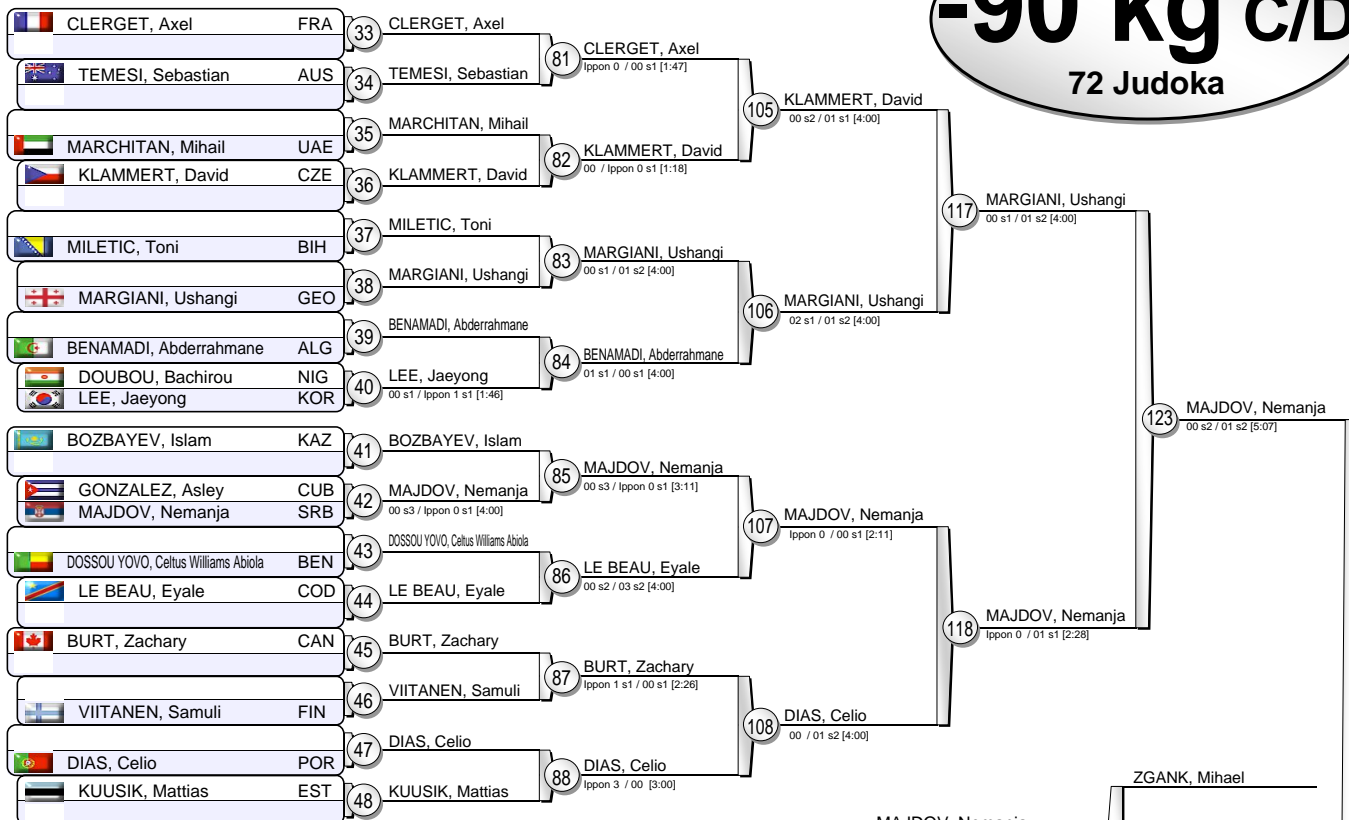 -90 kg C/D
72 Judoka
CLERGET, Axel FRA
TEMESI, Sebastian AUS
MARCHITAN, Mihail UAE
KLAMMERT, David CZE
MILETIC, Toni BIH
MARGIANI, Ushangi GEO
BENAMADI, Abderrahmane ALG
DOUBOU, Bachirou NIG
LEE, Jaeyong KOR
BOZBAYEV, Islam KAZ
GONZALEZ, Asley CUB
MAJDOV, Nemanja SRB
DOSSOU YOVO, Celtus Williams Abiola BEN
LE BEAU, Eyale COD
BURT, Zachary CAN
VIITANEN, Samuli FIN
DIAS, Celio POR
KUUSIK, Mattias EST
33 CLERGET, Axel
34 TEMESI, Sebastian
35 MARCHITAN, Mihail
36 KLAMMERT, David
37 MILETIC, Toni
38 MARGIANI, Ushangi
39 BENAMADI, Abderrahmane
40 LEE, Jaeyong
00 s1 / Ippon 1 s1 [1:46]
41 BOZBAYEV, Islam
42 MAJDOV, Nemanja
00 s3 / Ippon 0 s1 [4:00]
43 DOSSOU YOVO, Celtus Williams Abiola
44 LE BEAU, Eyale
45 BURT, Zachary
46 VIITANEN, Samuli
47 DIAS, Celio
48 KUUSIK, Mattias
81 CLERGET, Axel
Ippon 0 / 00 s1 [1:47]
82 KLAMMERT, David
00 / Ippon 0 s1 [1:18]
83 MARGIANI, Ushangi
00 s1 / 01 s2 [4:00]
84 BENAMADI, Abderrahmane
01 s1 / 00 s1 [4:00]
85 MAJDOV, Nemanja
00 s3 / Ippon 0 s1 [3:11]
86 LE BEAU, Eyale
00 s2 / 03 s2 [4:00]
87 BURT, Zachary
Ippon 1 s1 / 00 s1 [2:26]
88 DIAS, Celio
Ippon 3 / 00 [3:00]
105 KLAMMERT, David
00 s2 / 01 s1 [4:00]
106 MARGIANI, Ushangi
02 s1 / 01 s2 [4:00]
107 MAJDOV, Nemanja
Ippon 0 / 00 s1 [2:11]
108 DIAS, Celio
00 / 01 s2 [4:00]
117 MARGIANI, Ushangi
00 s1 / 01 s2 [4:00]
118 MAJDOV, Nemanja
Ippon 0 / 01 s1 [2:28]
123 MAJDOV, Nemanja
00 s2 / 01 s2 [5:07]
ZGANK, Mihael
MAJDOV, Nemanja